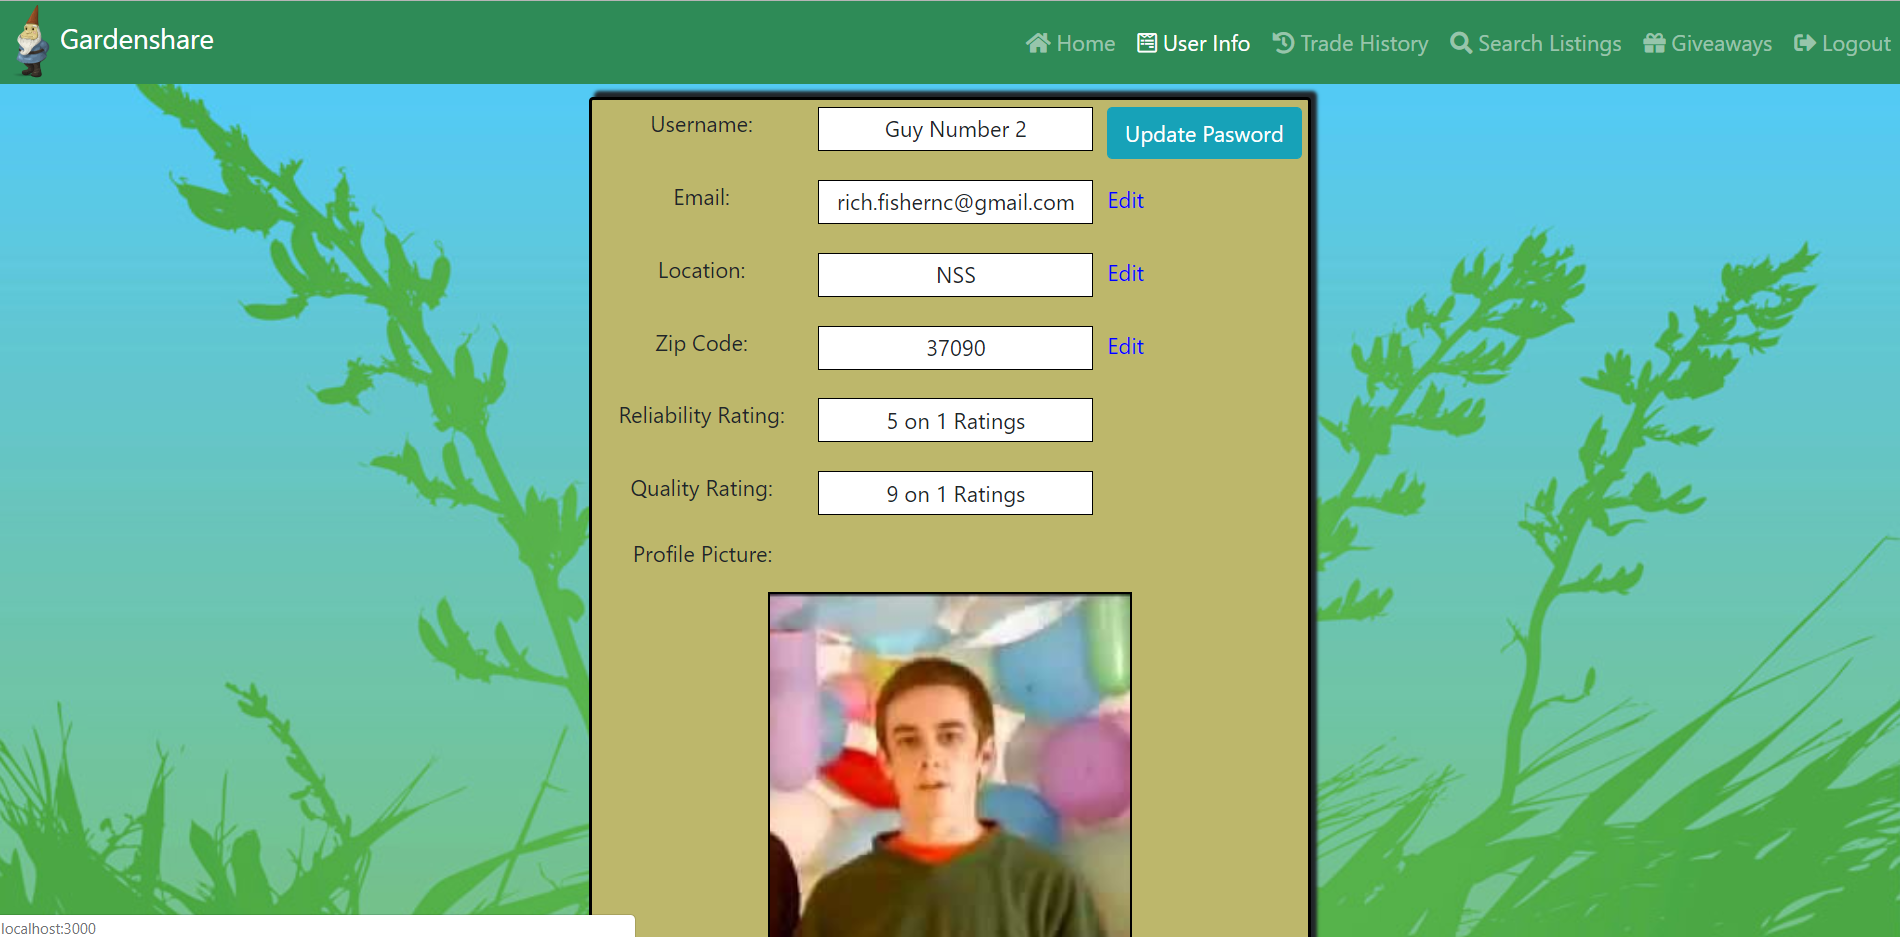 Gardenshare
Home User Info Trade History Search Listings Giveaways Logout
Username: Guy Number 2 Update Pasword
Email: rich.fishernc@gmail.com Edit
Location: NSS Edit
Zip Code: 37090 Edit
Reliability Rating: 5 on 1 Ratings
Quality Rating: 9 on 1 Ratings
Profile Picture:
localhost:3000